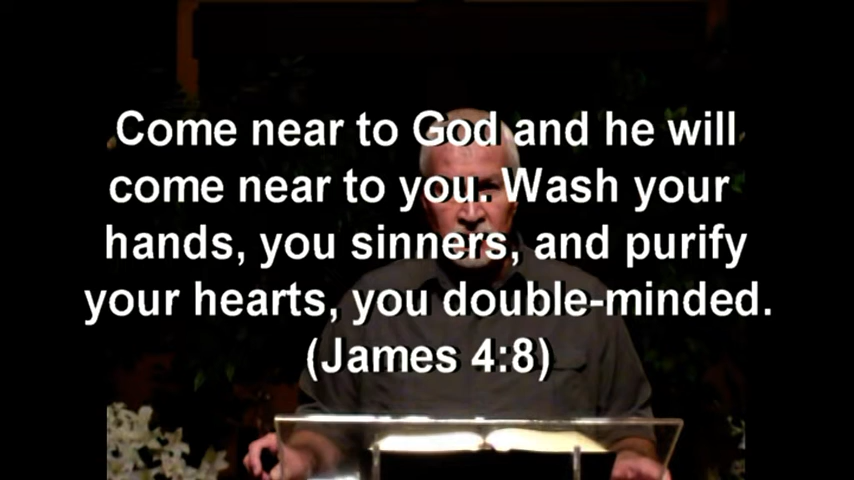 Come near to God and he will
come near to you. Wash your
hands, you sinners, and purify
your hearts, you double-minded.
(James 4:8)